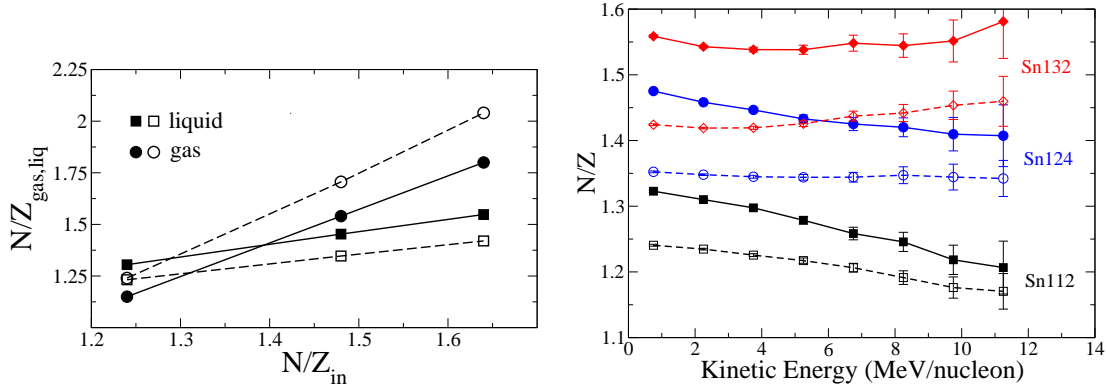 2.25
2
1.75
1.5
1.25
N/Z_gas,liq
liquid
gas
1.2 1.3 1.4 1.5 1.6
N/Z_in
1.6
1.5
1.4
1.3
1.2
1.1
N/Z
Sn132
Sn124
Sn112
0 2 4 6 8 10 12 14
Kinetic Energy (MeV/nucleon)